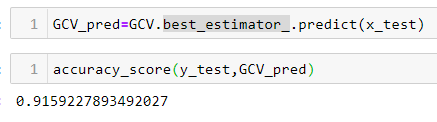 1 GCV_pred=GCV.best_estimator_.predict(x_test)
1 accuracy_score(y_test,GCV_pred)
0.9159227893492027